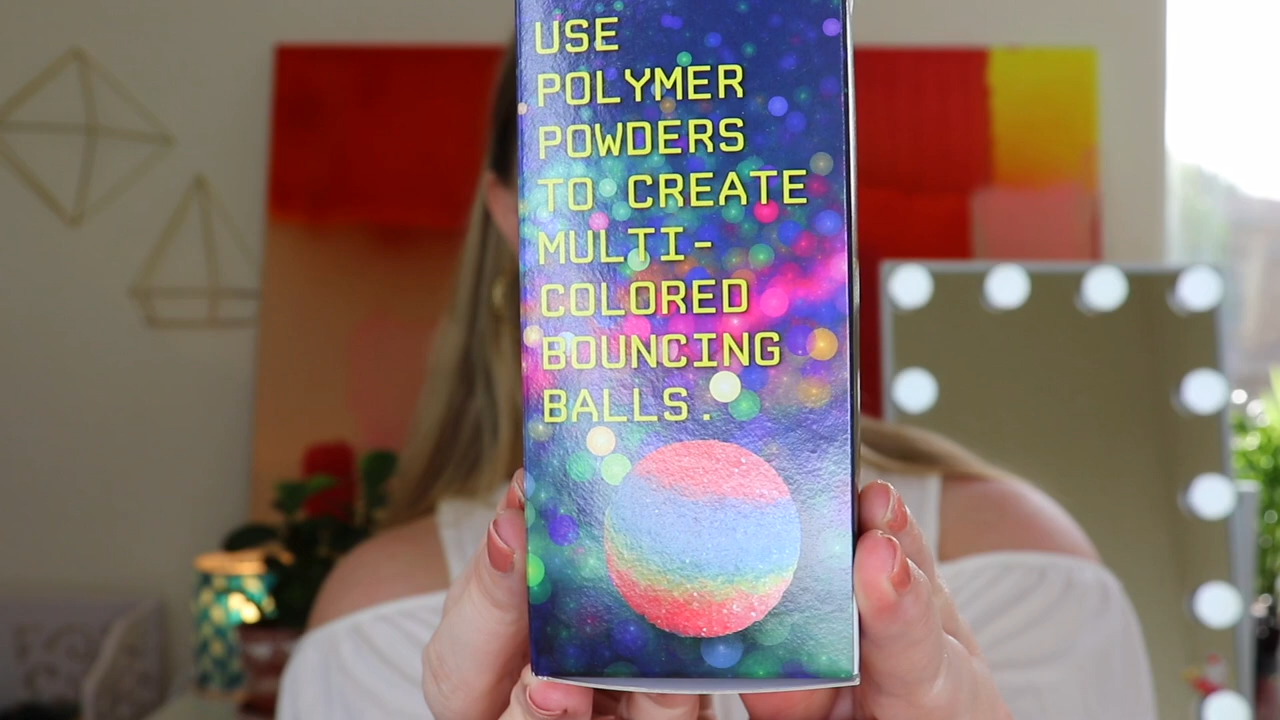 USE
POLYMER
POWDERS
TO CREATE
MULTI-
COLORED
BOUNCING
BALLS.